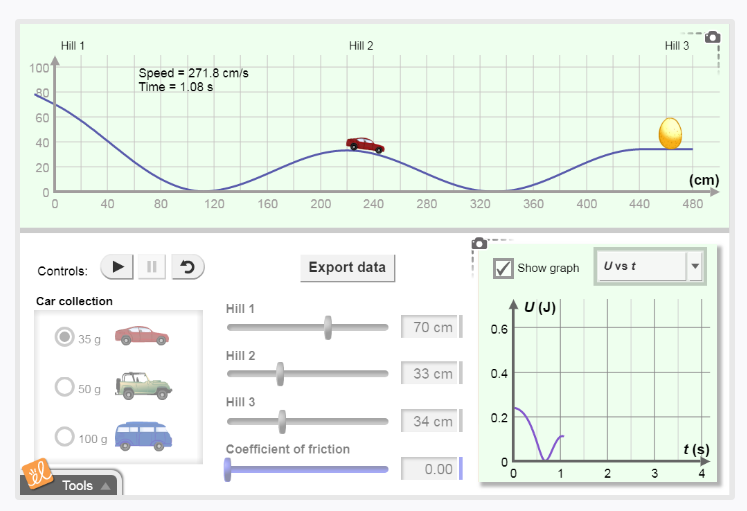 Hill 1
Hill 2
Hill 3
Speed = 271.8 cm/s
Time = 1.08 s
100
80
60
40
20
0
(cm)
0 40 80 120 160 200 240 280 320 360 400 440 480
Controls:
Export data
Show graph
U vs t
Car collection
35 g
50 g
100 g
Hill 1
70 cm
Hill 2
33 cm
Hill 3
34 cm
Coefficient of friction
0.00
U (J)
0.6
0.4
0.2
0
t (s)
0 1 2 3 4
el Tools